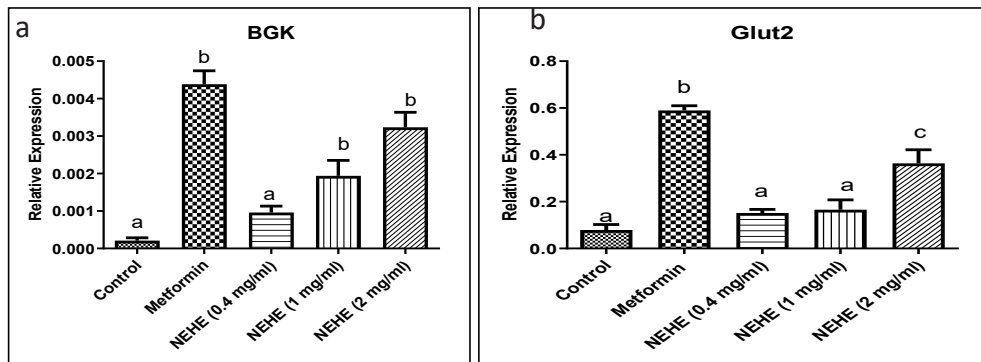 a
BGK
Relative Expression
0.005
0.004
0.003
0.002
0.001
0.000
a
b
a
b
b
Control
Metformin
NEHE (0.4 mg/ml)
NEHE (1 mg/ml)
NEHE (2 mg/ml)
b
Glut2
Relative Expression
0.8
0.6
0.4
0.2
0.0
a
b
a
a
c
Control
Metformin
NEHE (0.4 mg/ml)
NEHE (1 mg/ml)
NEHE (2 mg/ml)